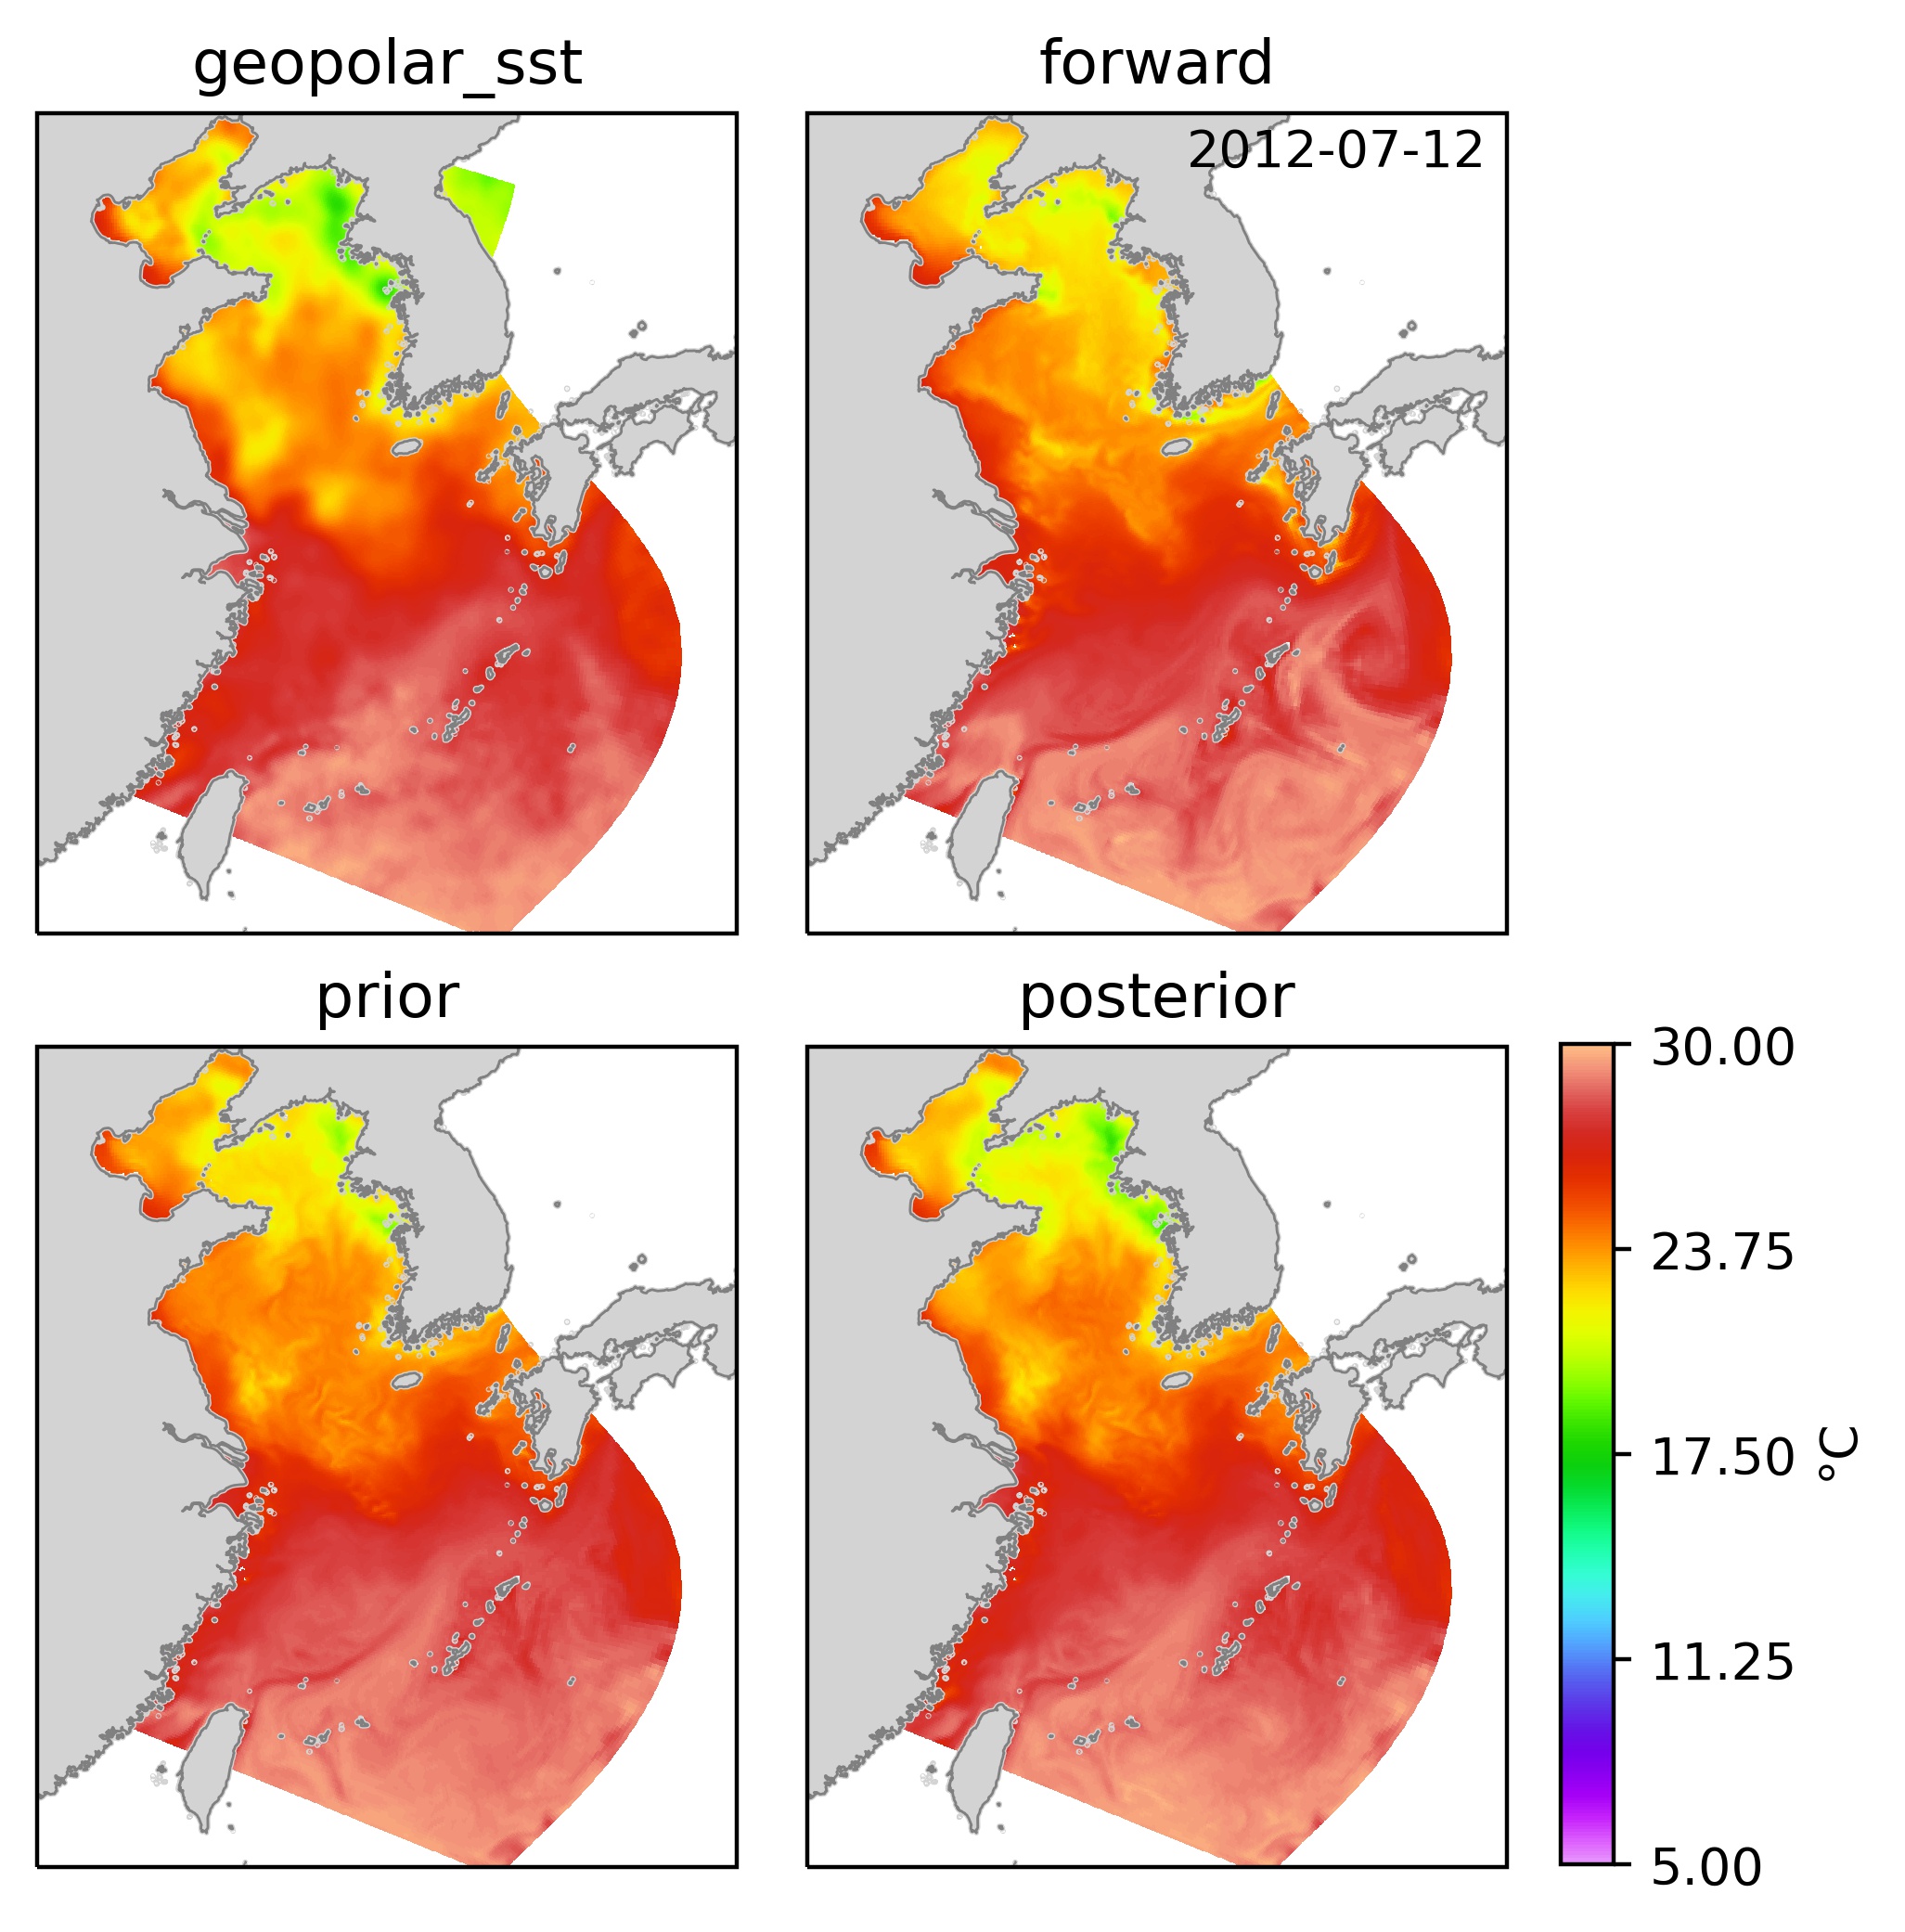 geopolar_sst
forward
2012-07-12
prior
posterior
30.00
23.75
17.50
11.25
5.00
°C